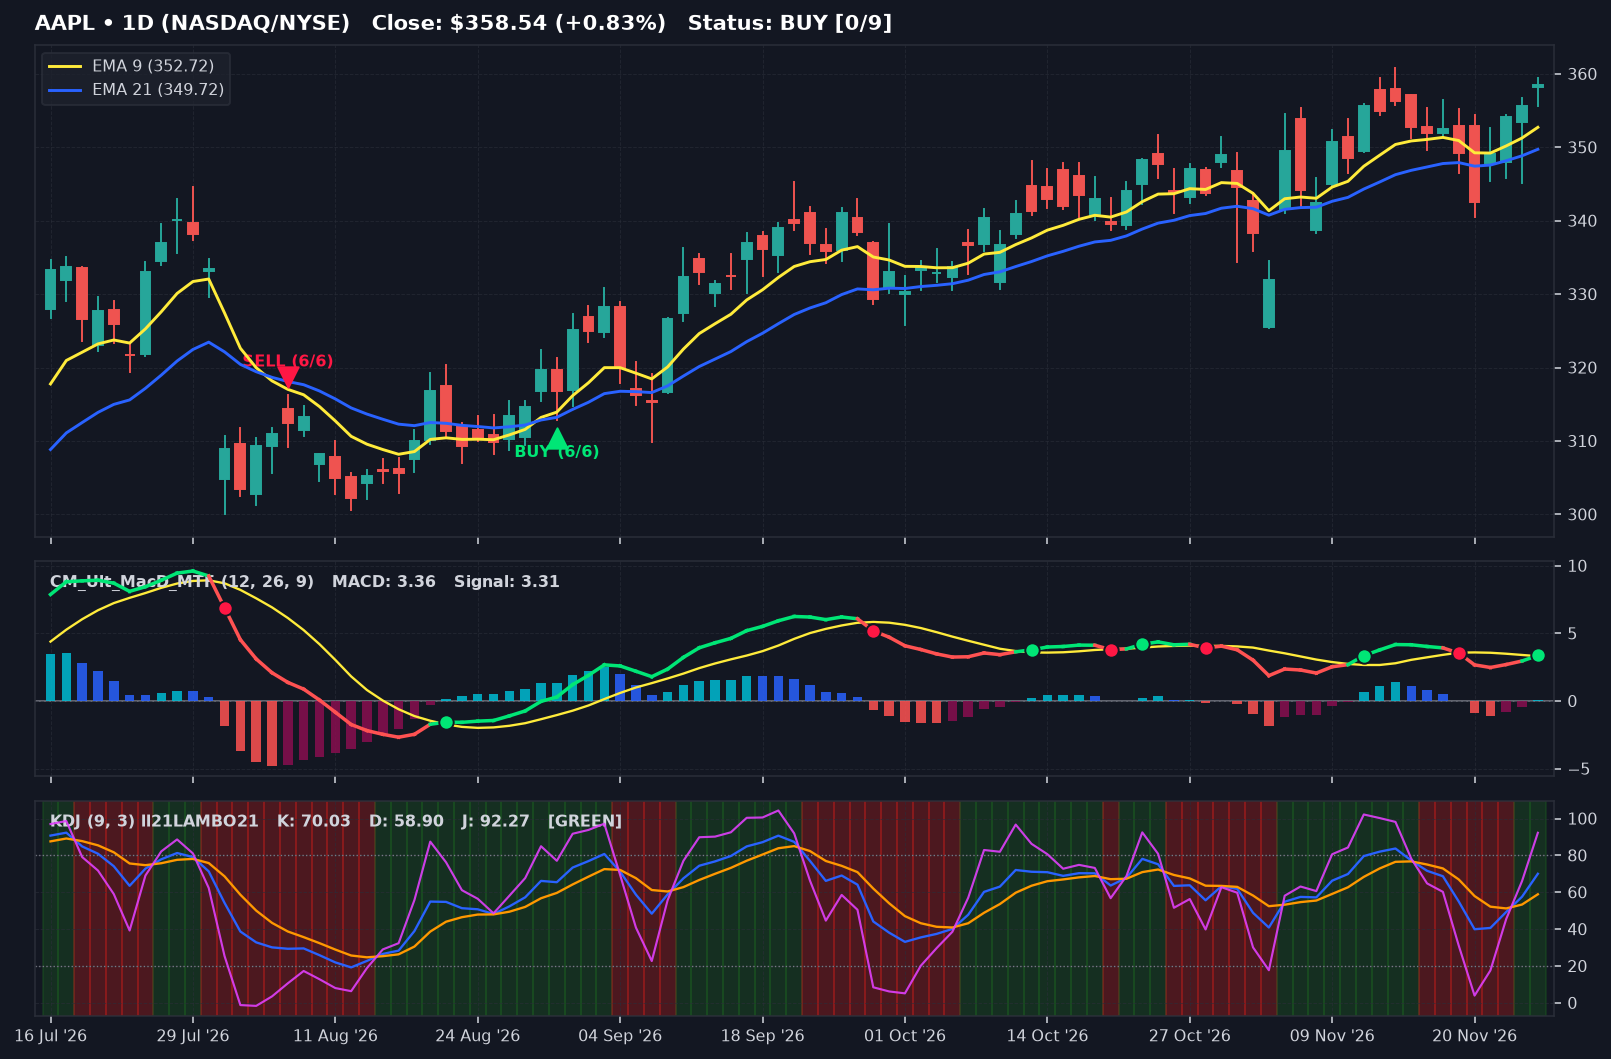 AAPL • 1D (NASDAQ/NYSE)   Close: $358.54 (+0.83%)   Status: BUY [0/9]
EMA 9 (352.72)
EMA 21 (349.72)
360
350
340
330
320
310
300
SELL (6/6)
BUY (6/6)
CM_Ult_MacD_MTF (12, 26, 9)   MACD: 3.36   Signal: 3.31
10
5
0
−5
KDJ (9, 3) II21LAMBO21   K: 70.03   D: 58.90   J: 92.27   [GREEN]
100
80
60
40
20
0
16 Jul '26   29 Jul '26   11 Aug '26   24 Aug '26   04 Sep '26   18 Sep '26   01 Oct '26   14 Oct '26   27 Oct '26   09 Nov '26   20 Nov '26